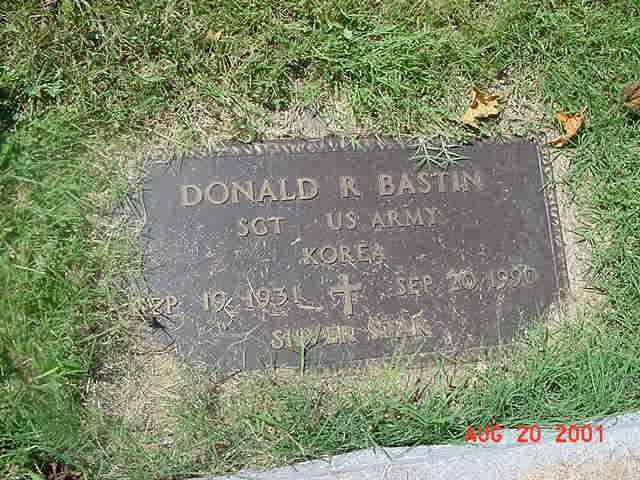 DONALD R BASTIN
SGT US ARMY
KOREA
19 1931 SEP 20 1990
SILVER STAR
AUG 20 2001